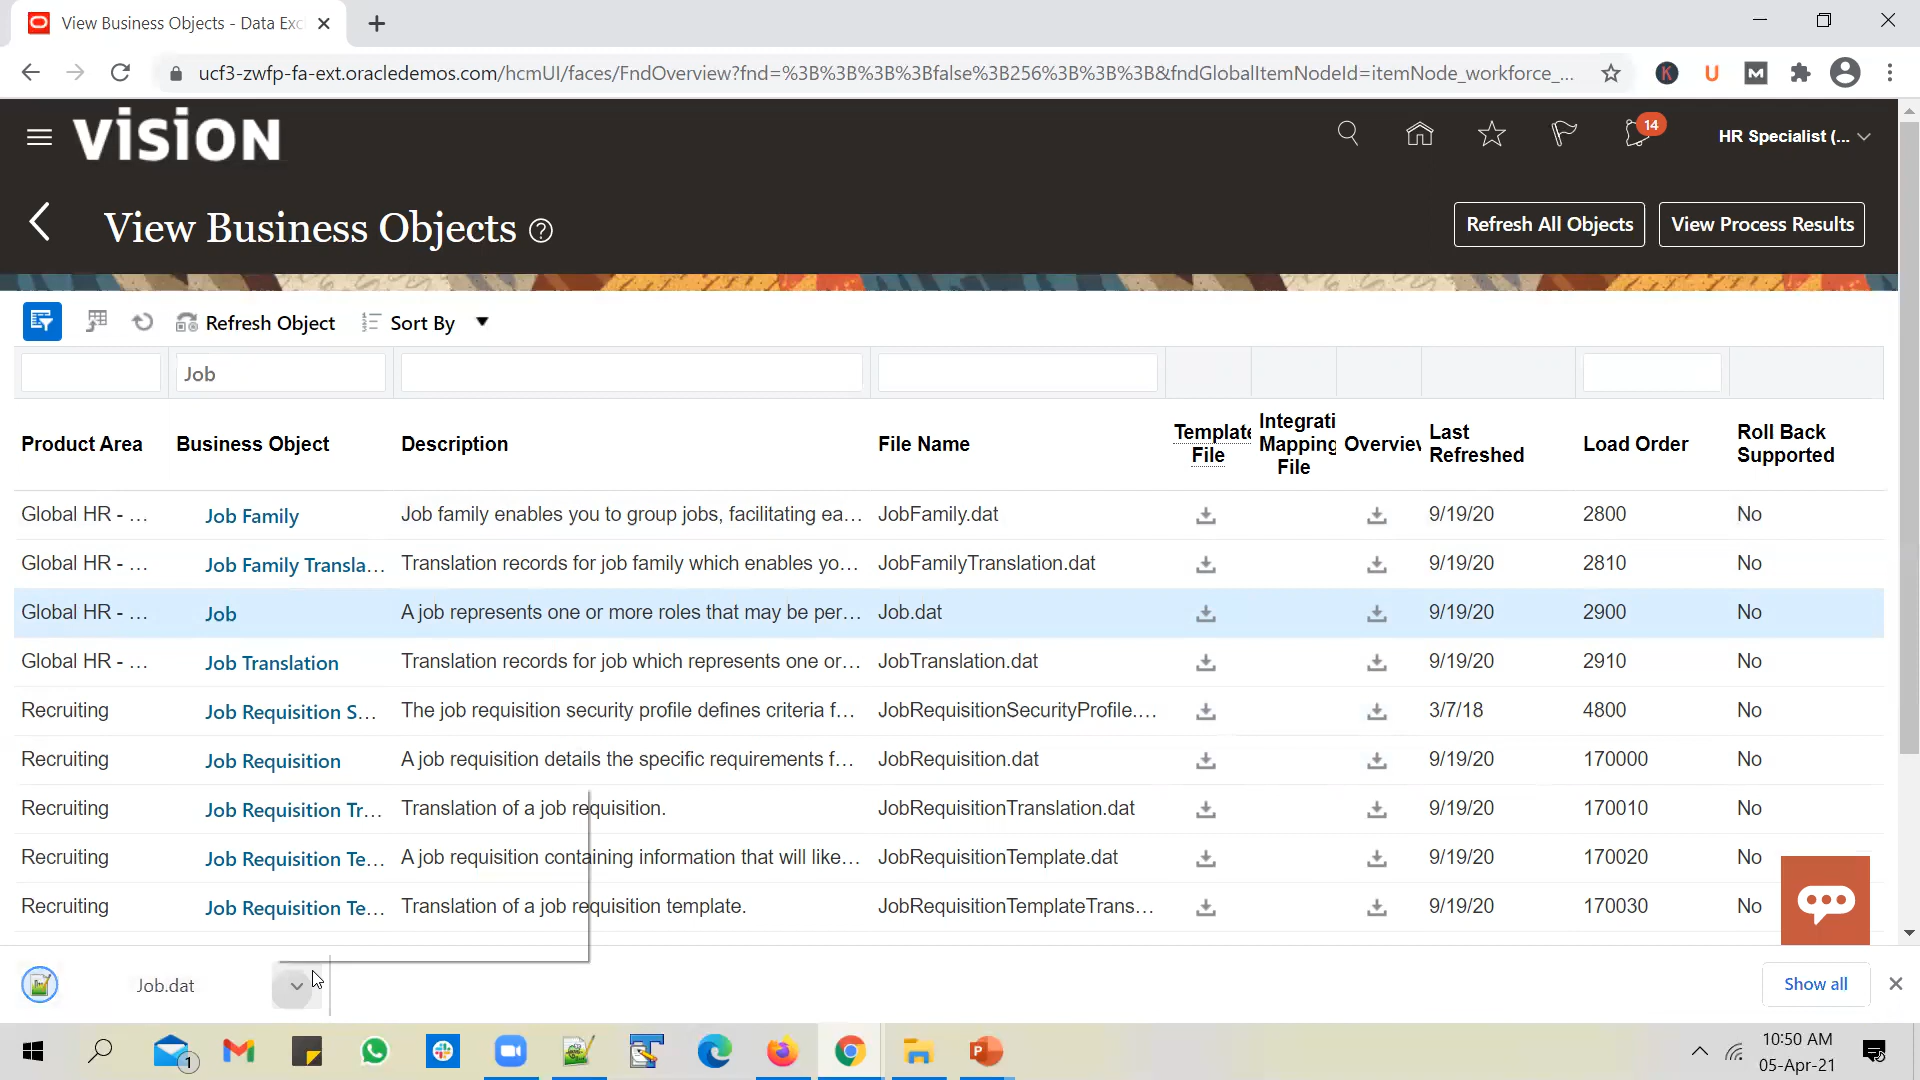 View Business Objects - Data Exc
ucf3-zwfp-fa-ext.oracledemos.com/hcmUI/faces/FndOverview?fnd=%3B%3B%3B%3Bfalse%3B256%3B%3B%3B&fndGlobalItemNodeId=itemNode_workforce_...
K U M
vision
14
HR Specialist (...
View Business Objects ?
Refresh All Objects View Process Results
Refresh Object Sort By
Job
Product Area Business Object Description File Name Template File Integrati Mapping File Overview Last Refreshed Load Order Roll Back Supported
Global HR - ... Job Family Job family enables you to group jobs, facilitating ea... JobFamily.dat 9/19/20 2800 No
Global HR - ... Job Family Transla... Translation records for job family which enables yo... JobFamilyTranslation.dat 9/19/20 2810 No
Global HR - ... Job A job represents one or more roles that may be per... Job.dat 9/19/20 2900 No
Global HR - ... Job Translation Translation records for job which represents one or... JobTranslation.dat 9/19/20 2910 No
Recruiting Job Requisition S... The job requisition security profile defines criteria f... JobRequisitionSecurityProfile.... 3/7/18 4800 No
Recruiting Job Requisition A job requisition details the specific requirements f... JobRequisition.dat 9/19/20 170000 No
Recruiting Job Requisition Tr... Translation of a job requisition. JobRequisitionTranslation.dat 9/19/20 170010 No
Recruiting Job Requisition Te... A job requisition containing information that will like... JobRequisitionTemplate.dat 9/19/20 170020 No
Recruiting Job Requisition Te... Translation of a job requisition template. JobRequisitionTemplateTrans... 9/19/20 170030 No
Job.dat
Show all
1
10:50 AM
05-Apr-21